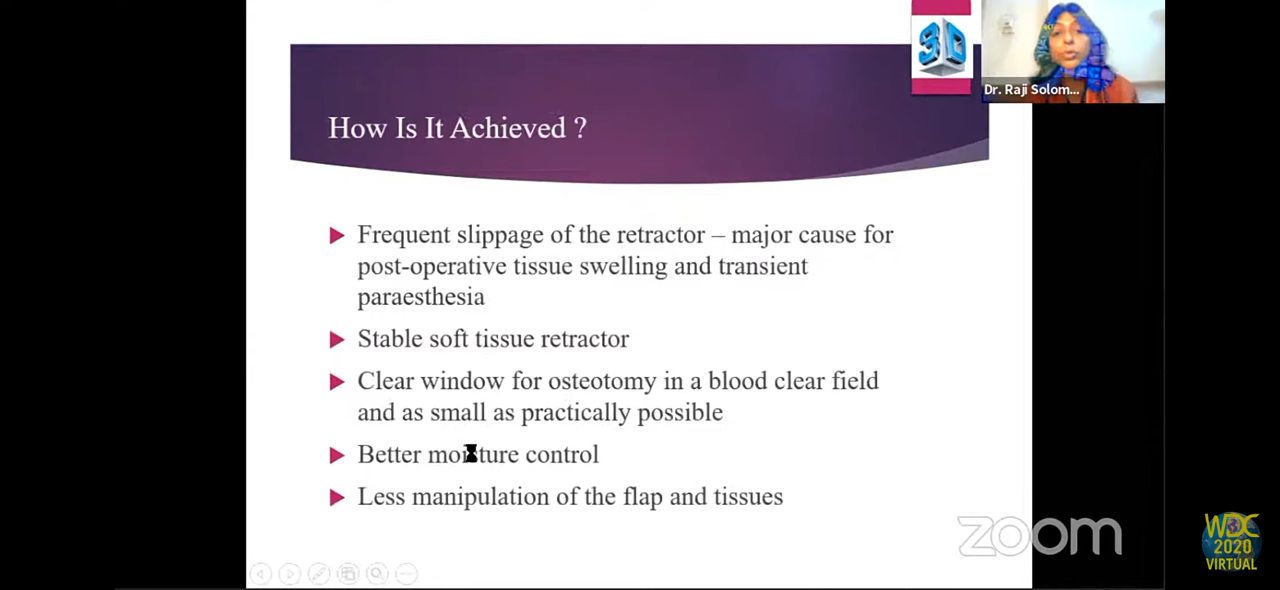 3D
Dr. Raji Solom...
How Is It Achieved ?
Frequent slippage of the retractor – major cause for
post-operative tissue swelling and transient
paraesthesia
Stable soft tissue retractor
Clear window for osteotomy in a blood clear field
and as small as practically possible
Better moisture control
Less manipulation of the flap and tissues
zoom
WDC
2020
VIRTUAL